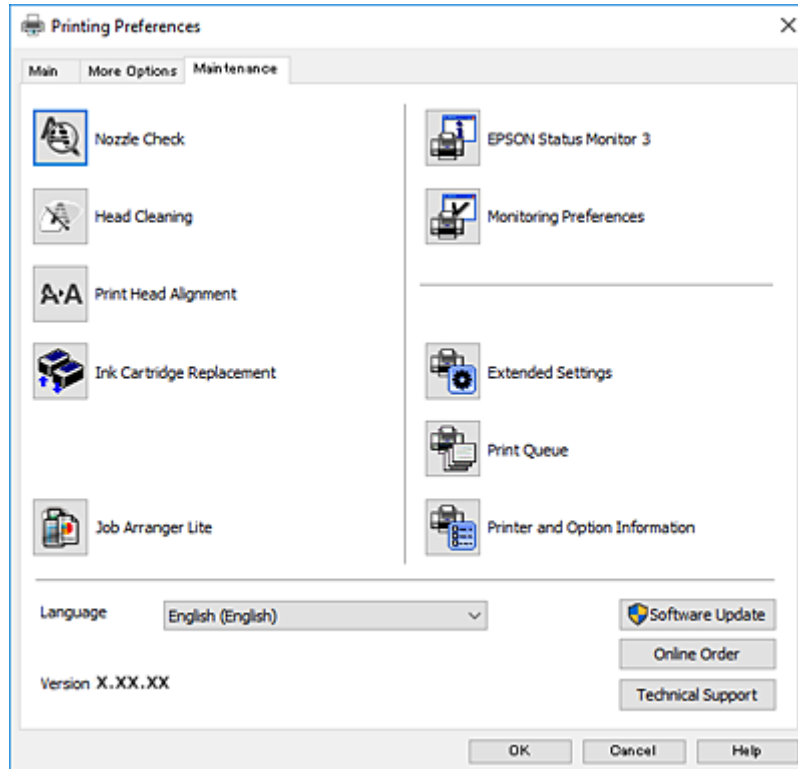 Printing Preferences
Main
More Options
Maintenance
Nozzle Check
Head Cleaning
A·A Print Head Alignment
Ink Cartridge Replacement
Job Arranger Lite
EPSON Status Monitor 3
Monitoring Preferences
Extended Settings
Print Queue
Printer and Option Information
Language
English (English)
Version X.XX.XX
Software Update
Online Order
Technical Support
OK
Cancel
Help